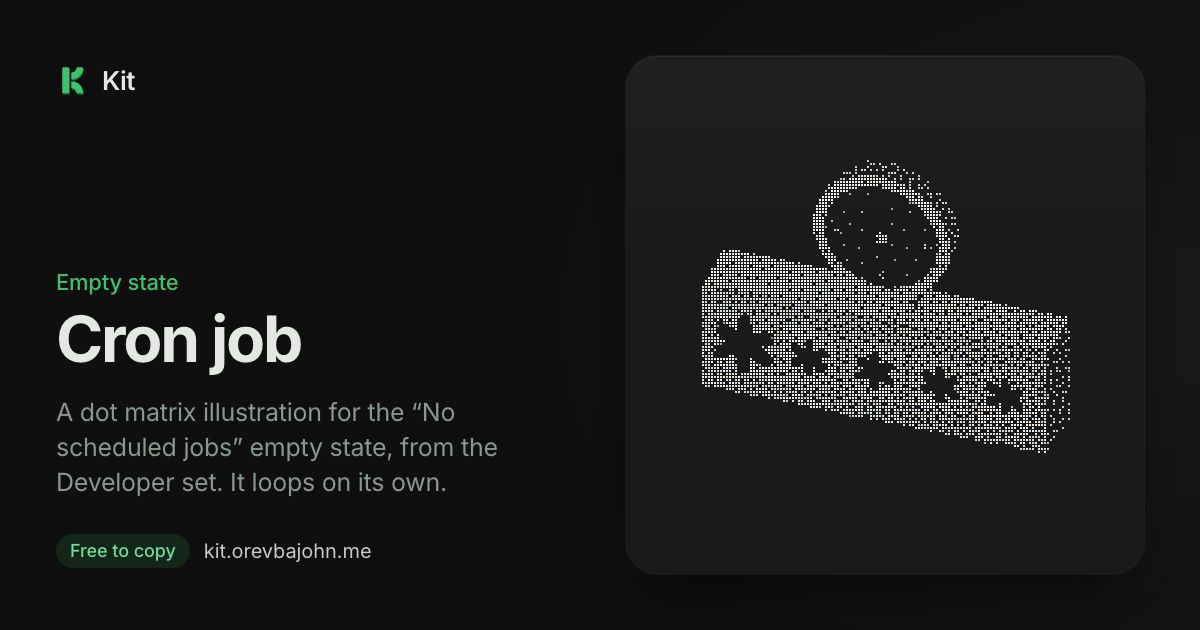 Kit
Empty state
Cron job
A dot matrix illustration for the “No
scheduled jobs” empty state, from the
Developer set. It loops on its own.
Free to copy
kit.orevbajohn.me